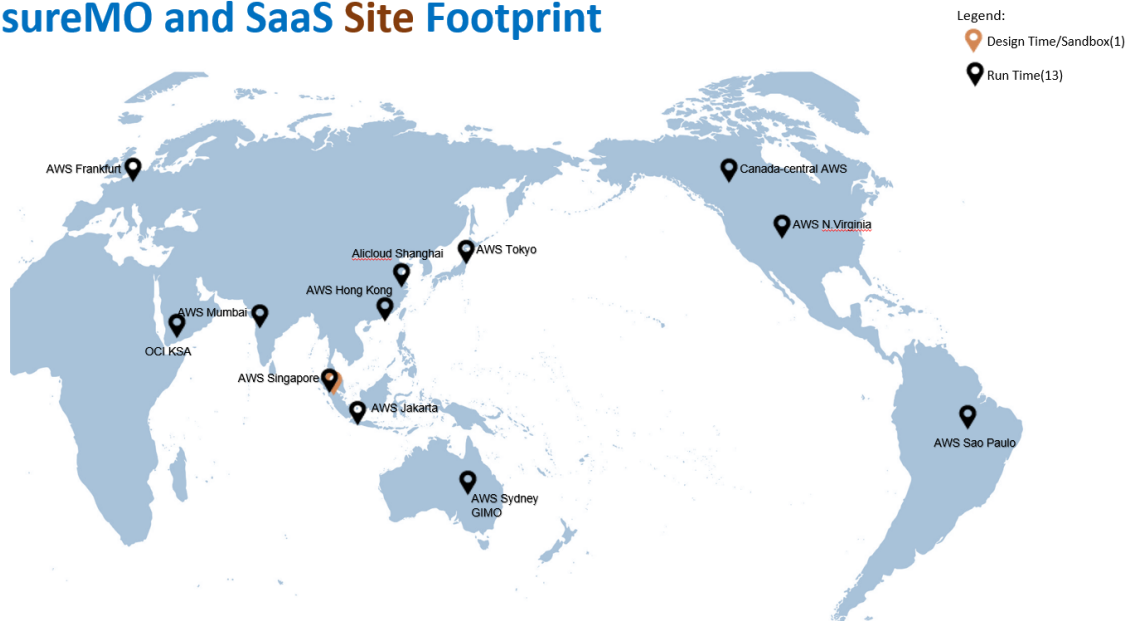 sureMO and SaaS Site Footprint
Legend:
Design Time/Sandbox(1)
Run Time(13)
AWS Frankfurt
Canada-central AWS
AWS N.Virginia
AWS Tokyo
Alicloud Shanghai
AWS Hong Kong
AWS Mumbai
OCI KSA
AWS Singapore
AWS Jakarta
AWS Sao Paulo
AWS Sydney
GIMO